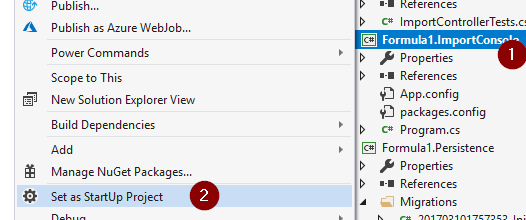 Publish...
Publish as Azure WebJob...
Power Commands
Scope to This
New Solution Explorer View
Build Dependencies
Add
Manage NuGet Packages...
Set as StartUp Project
2
Debug
References
ImportControllerTests.cs
C# Formula1.ImportConsole
1
Properties
References
App.config
packages.config
C# Program.cs
C# Formula1.Persistence
Properties
References
Migrations